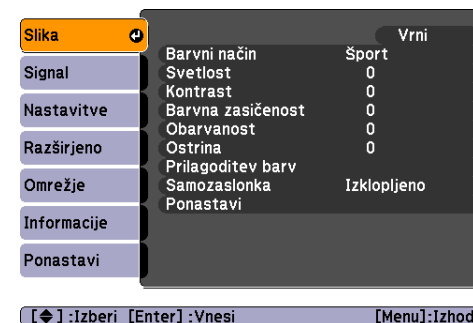 Slika
Signal
Nastavitve
Razširjeno
Omrežje
Informacije
Ponastavi
Vrni
Barvni način Šport
Svetlost 0
Kontrast 0
Barvna zasičenost 0
Obarvanost 0
Ostrina 0
Prilagoditev barv
Samozaslonka Izklopljeno
Ponastavi
[◆] :Izberi [Enter] :Vnesi [Menu]:Izhod